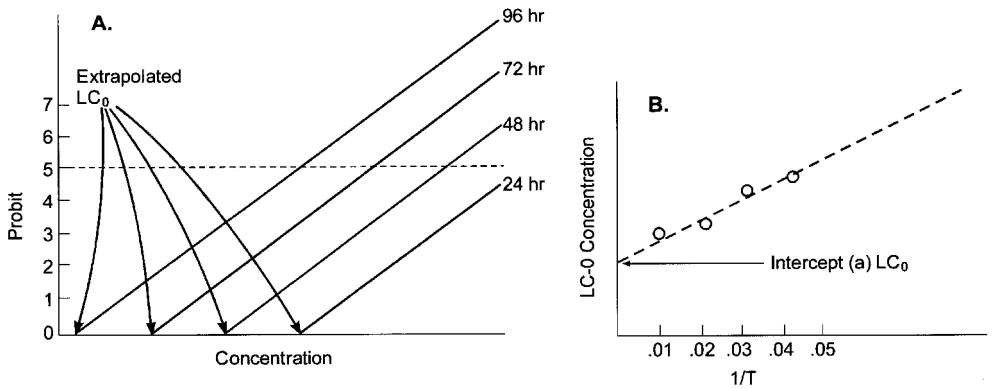 A.
96 hr
72 hr
48 hr
24 hr
Extrapolated
LC₀
7
6
5
4
3
2
1
0
Probit
Concentration
B.
LC-0 Concentration
Intercept (a) LC₀
.01 .02 .03 .04 .05
1/T